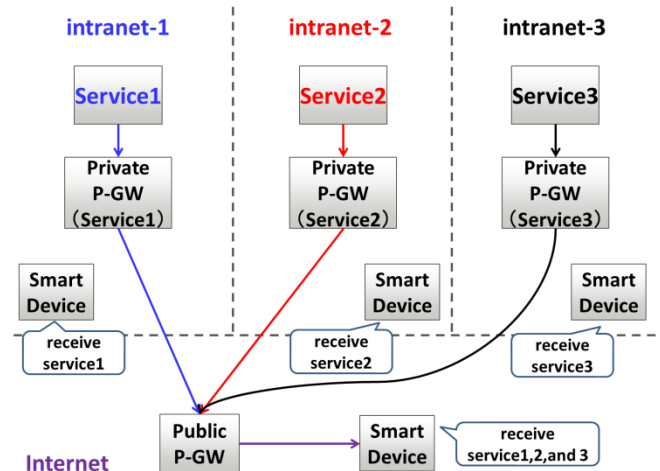 intranet-1
intranet-2
intranet-3
Service1
Service2
Service3
Private
P-GW
(Service1)
Private
P-GW
(Service2)
Private
P-GW
(Service3)
Smart
Device
Smart
Device
Smart
Device
receive
service1
receive
service2
receive
service3
Public
P-GW
Smart
Device
receive
service1,2,and 3
Internet